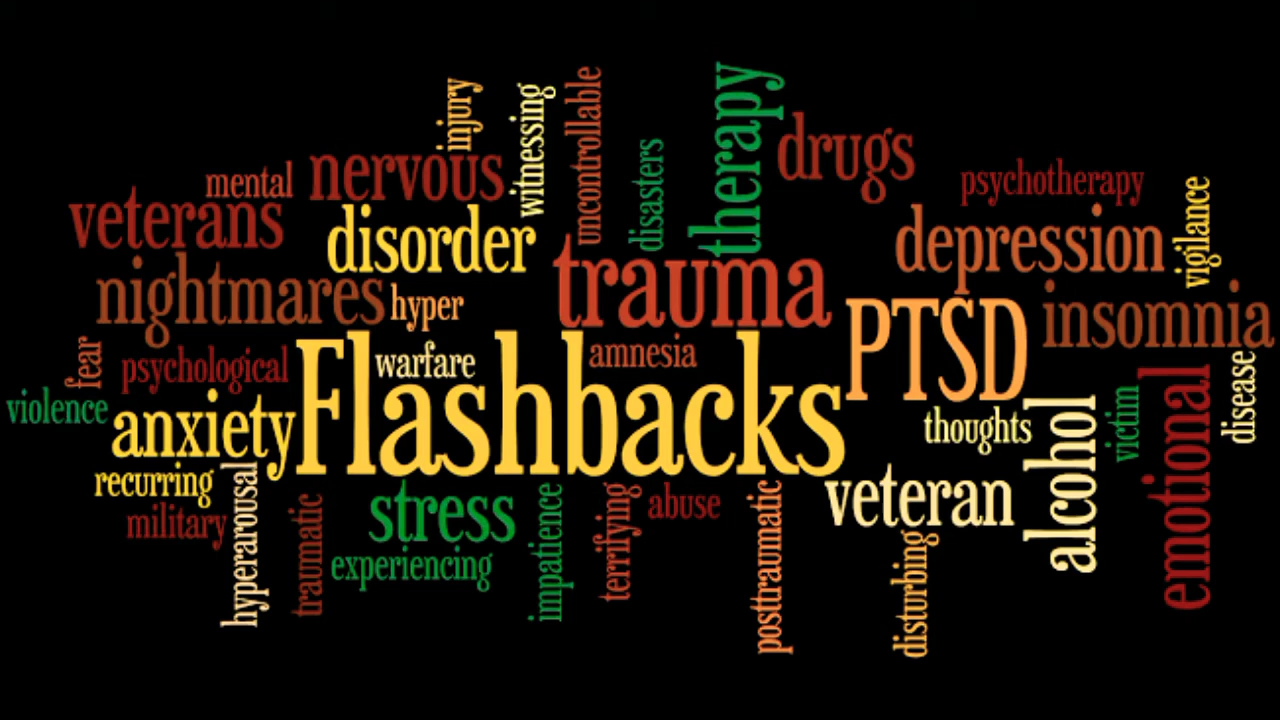 injury
witnessing
uncontrollable
disasters
therapy
drugs
mental
nervous
psychotherapy
veterans
disorder
depression
vigilance
nightmares
hyper
trauma
PTSD
insomnia
fear
psychological
warfare
amnesia
violence
anxiety
Flashbacks
thoughts
alcohol
victim
emotional
disease
recurring
military
hyperarousal
traumatic
stress
experiencing
impatience
terrifying
abuse
posttraumatic
veteran
disturbing